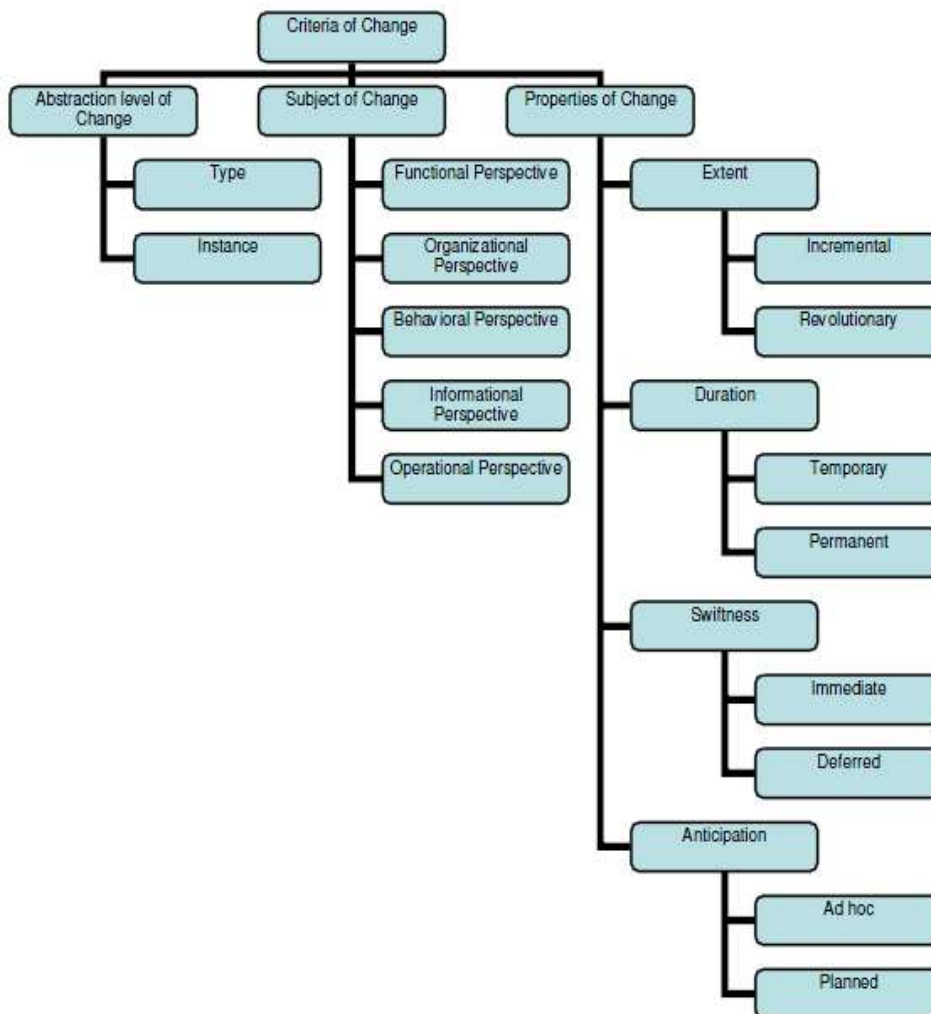 Criteria of Change
Abstraction level of
Change
Subject of Change
Properties of Change
Type
Instance
Functional Perspective
Organizational
Perspective
Behavioral Perspective
Informational
Perspective
Operational Perspective
Extent
Incremental
Revolutionary
Duration
Temporary
Permanent
Swiftness
Immediate
Deferred
Anticipation
Ad hoc
Planned